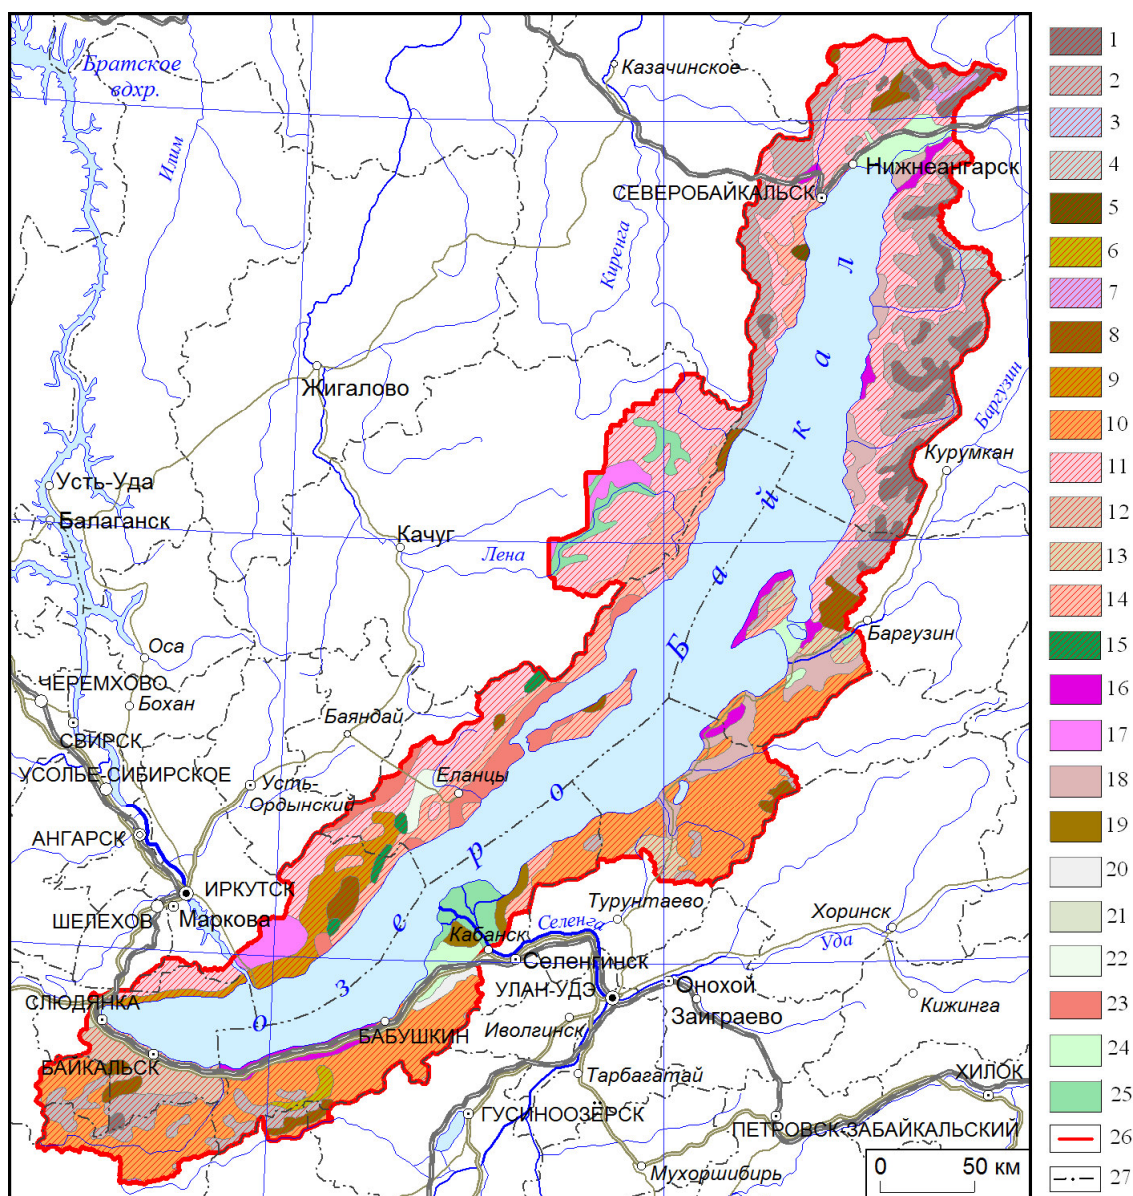 Братское
вдхр.
Казачинское
Илим
Нижнеангарск
СЕВЕРОБАЙКАЛЬСК
Киренга
Жигалово
Баргузин
Курумкан
Усть-Уда
Балаганск
Качуг
Лена
Баргузин
Оса
ЧЕРЕМХОВО
Бохан
СВИРСК
Баяндай
УСОЛЬЕ-СИБИРСКОЕ
Усть-
Ордынский
Еланцы
АНГАРСК
ИРКУТСК
ШЕЛЕХОВ
Маркова
озеро Байкал
Турунтаево
Хоринск
Селенга
Уда
Кабанск
Селенгинск
УЛАН-УДЭ
Онохой
Заиграево
Кижинга
СЛЮДЯНКА
Иволгинск
БАБУШКИН
БАЙКАЛЬСК
Тарбагатай
ХИЛОК
ГУСИНООЗЁРСК
ПЕТРОВСК-ЗАБАЙКАЛЬСКИЙ
Мухоршибирь
0 50 км
1
2
3
4
5
6
7
8
9
10
11
12
13
14
15
16
17
18
19
20
21
22
23
24
25
26
27